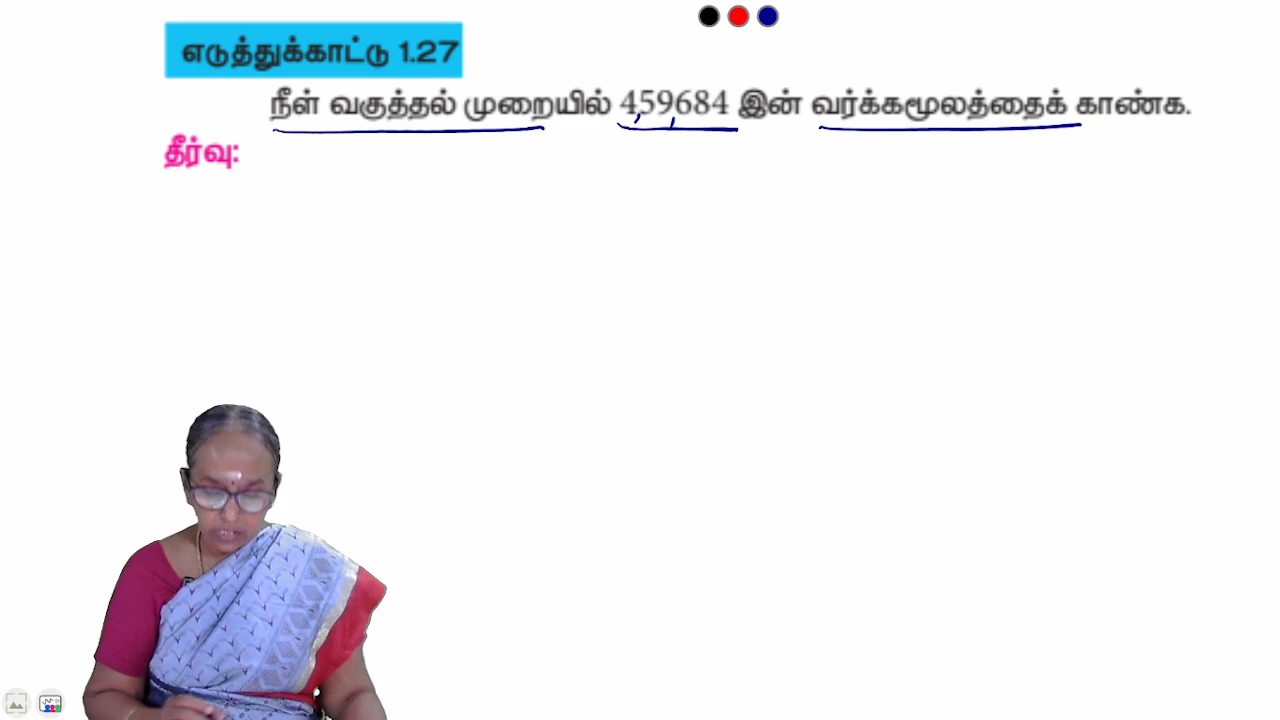 எடுத்துக்காட்டு 1.27
நீள் வகுத்தல் முறையில் 459684 இன் வர்க்கமூலத்தைக் காண்க.
தீர்வு: